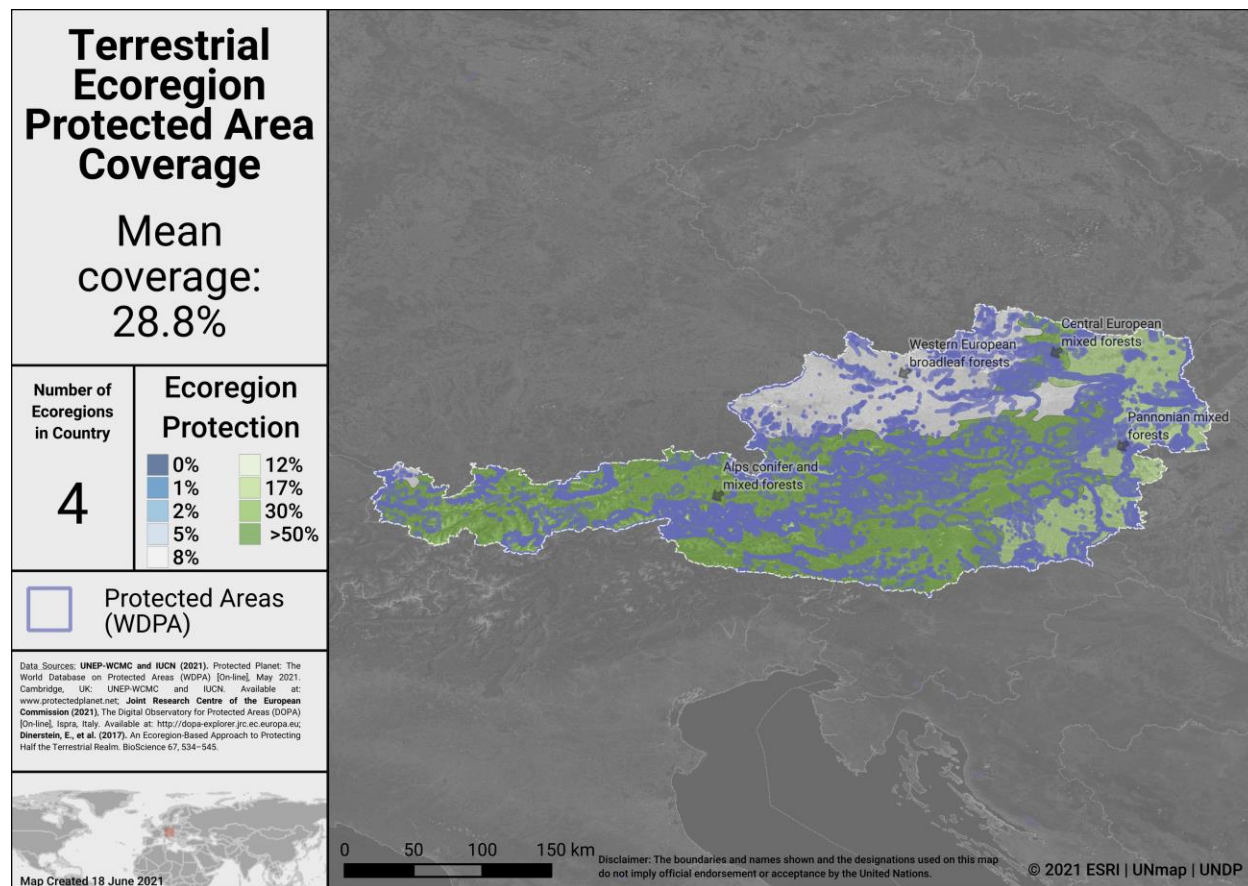 Terrestrial
Ecoregion
Protected Area
Coverage
Mean
coverage:
28.8%
Number of
Ecoregions
in Country
4
Ecoregion
Protection
0%
1%
2%
5%
8%
12%
17%
30%
>50%
Protected Areas
(WDPA)
Data Sources: UNEP-WCMC and IUCN (2021). Protected Planet: The
World Database on Protected Areas (WDPA) [On-line], May 2021.
Cambridge, UK: UNEP-WCMC and IUCN. Available at:
www.protectedplanet.net; Joint Research Centre of the European
Commission (2021), The Digital Observatory for Protected Areas (DOPA)
[On-line], Ispra, Italy. Available at: http://dopa-explorer.jrc.ec.europa.eu;
Dinerstein, E., et al. (2017). An Ecoregion-Based Approach to Protecting
Half the Terrestrial Realm. BioScience 67, 534–545.
Map Created 18 June 2021
Central European
mixed forests
Western European
broadleaf forests
Pannonian mixed
forests
Alps conifer and
mixed forests
0 50 100 150 km
Disclaimer: The boundaries and names shown and the designations used on this map
do not imply official endorsement or acceptance by the United Nations.
© 2021 ESRI | UNmap | UNDP